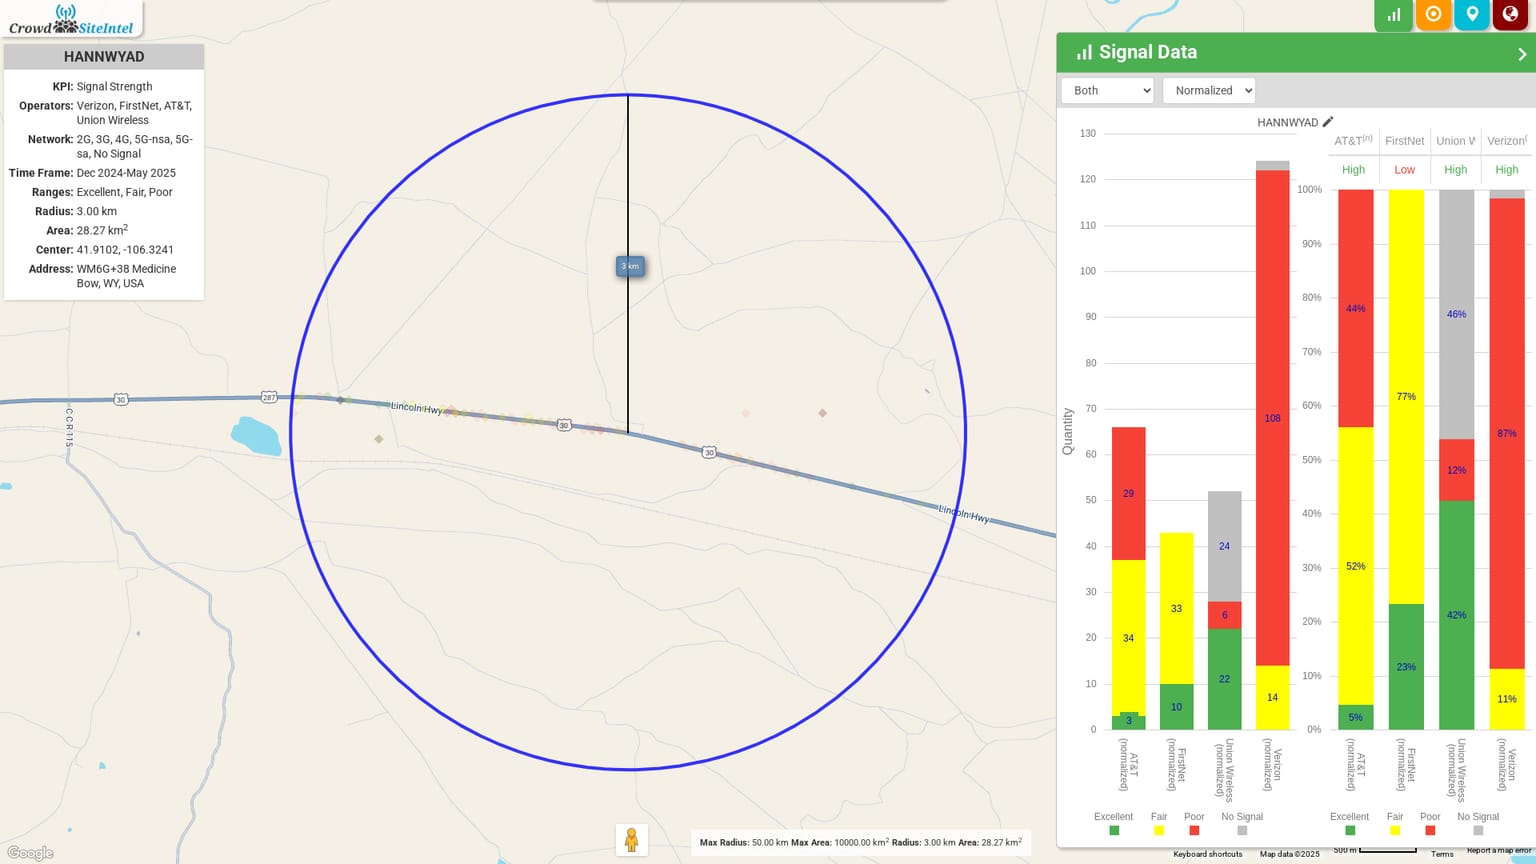 Crowd SiteIntel
HANNWYAD
KPI: Signal Strength
Operators: Verizon, FirstNet, AT&T,
Union Wireless
Network: 2G, 3G, 4G, 5G-nsa, 5G-
sa, No Signal
Time Frame: Dec 2024-May 2025
Ranges: Excellent, Fair, Poor
Radius: 3.00 km
Area: 28.27 km²
Center: 41.9102, -106.3241
Address: WM6G+38 Medicine
Bow, WY, USA
3 km
30
287
Lincoln Hwy
30
30
Lincoln Hwy
C C R 115
Google
Max Radius: 50.00 km Max Area: 10000.00 km² Radius: 3.00 km Area: 28.27 km²
Signal Data
Both
Normalized
HANNWYAD
130
120
110
100
90
80
70
60
50
40
30
20
10
0
Quantity
29
34
3
33
10
24
6
22
108
14
AT&T
(normalized)
FirstNet
(normalized)
Union Wireless
(normalized)
Verizon
(normalized)
Excellent
Fair
Poor
No Signal
AT&T(n)
FirstNet
Union W
Verizon(
High
Low
High
High
100%
90%
80%
70%
60%
50%
40%
30%
20%
10%
0%
44%
52%
5%
77%
23%
46%
12%
42%
87%
11%
AT&T
(normalized)
FirstNet
(normalized)
Union Wireless
(normalized)
Verizon
(normalized)
Excellent
Fair
Poor
No Signal
Keyboard shortcuts
Map data ©2025
500 m
Terms
Report a map error